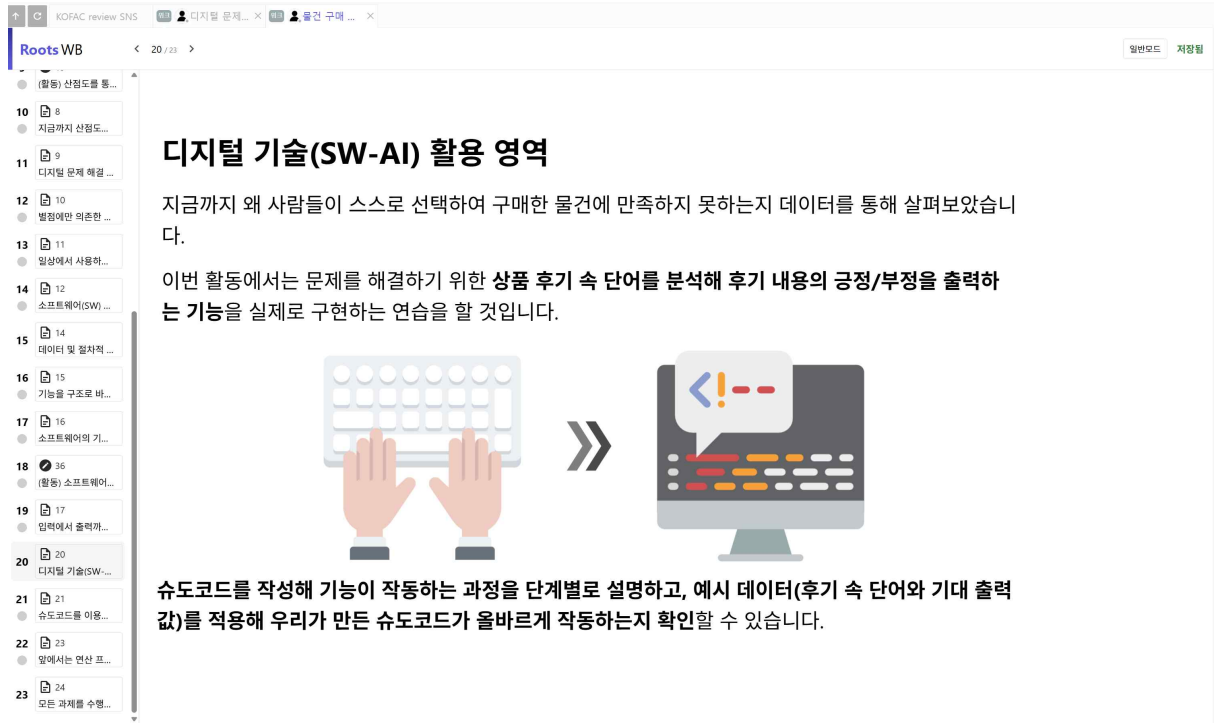 KOFAC review SNS
워크 디지털 문제...
워크 물건 구매 ...
Roots WB
20 / 23
일반모드
저장됨
(활동) 산점도를 통...
10 8
지금까지 산점도...
11 9
디지털 문제 해결 ...
12 10
별점에만 의존한 ...
13 11
일상에서 사용하...
14 12
소프트웨어(SW) ...
15 14
데이터 및 절차적 ...
16 15
기능을 구조로 바...
17 16
소프트웨어의 기...
18 36
(활동) 소프트웨어...
19 17
입력에서 출력까...
20 20
디지털 기술(SW-...
21 21
슈도코드를 이용...
22 23
앞에서는 연산 프...
23 24
모든 과제를 수행...
디지털 기술(SW-AI) 활용 영역
지금까지 왜 사람들이 스스로 선택하여 구매한 물건에 만족하지 못하는지 데이터를 통해 살펴보았습니
다.
이번 활동에서는 문제를 해결하기 위한 상품 후기 속 단어를 분석해 후기 내용의 긍정/부정을 출력하
는 기능을 실제로 구현하는 연습을 할 것입니다.
슈도코드를 작성해 기능이 작동하는 과정을 단계별로 설명하고, 예시 데이터(후기 속 단어와 기대 출력
값)를 적용해 우리가 만든 슈도코드가 올바르게 작동하는지 확인할 수 있습니다.